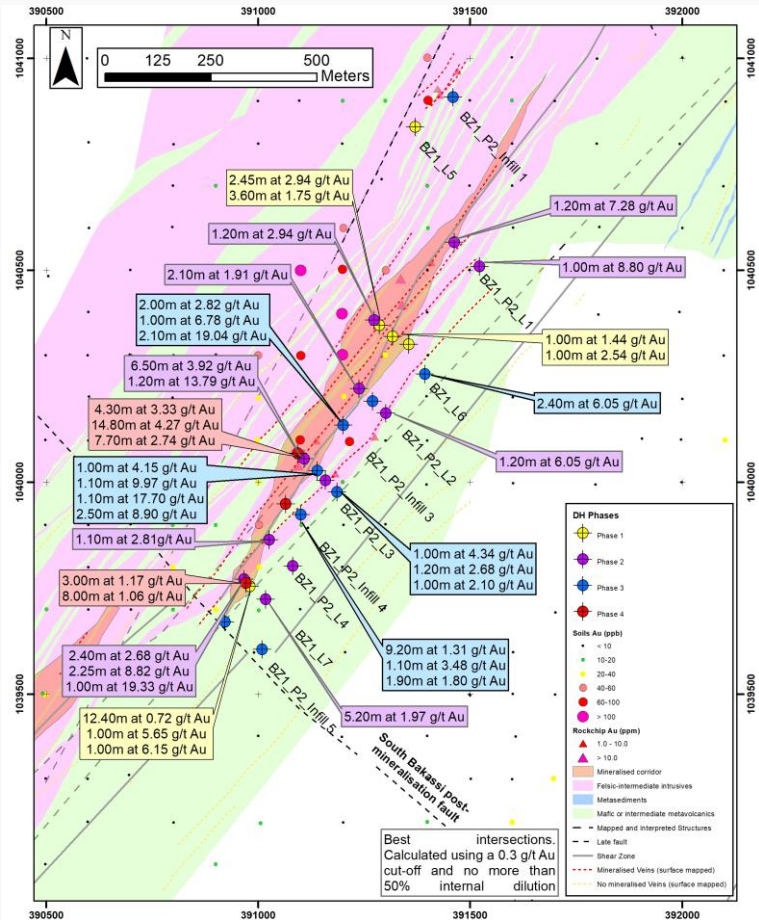 390500
391000
391500
392000
1041000
1041000
N
0 125 250 500
Meters
BZ1_P2_Infill 1
BZ1_L5
2.45m at 2.94 g/t Au
3.60m at 1.75 g/t Au
1.20m at 2.94 g/t Au
1.20m at 7.28 g/t Au
2.10m at 1.91 g/t Au
1.00m at 8.80 g/t Au
1040500
1040500
BZ1_P2_L1
2.00m at 2.82 g/t Au
1.00m at 6.78 g/t Au
2.10m at 19.04 g/t Au
1.00m at 1.44 g/t Au
1.00m at 2.54 g/t Au
6.50m at 3.92 g/t Au
1.20m at 13.79 g/t Au
BZ1_L6
2.40m at 6.05 g/t Au
4.30m at 3.33 g/t Au
14.80m at 4.27 g/t Au
7.70m at 2.74 g/t Au
BZ1_P2_L2
1.20m at 6.05 g/t Au
1.00m at 4.15 g/t Au
1.10m at 9.97 g/t Au
1.10m at 17.70 g/t Au
2.50m at 8.90 g/t Au
1040000
1040000
BZ1_P2_Infill 3
BZ1_P2_L3
1.10m at 2.81g/t Au
1.00m at 4.34 g/t Au
1.20m at 2.68 g/t Au
1.00m at 2.10 g/t Au
BZ1_P2_Infill 4
3.00m at 1.17 g/t Au
8.00m at 1.06 g/t Au
BZ1_P2_L4
BZ1_L7
2.40m at 2.68 g/t Au
2.25m at 8.82 g/t Au
1.00m at 19.33 g/t Au
9.20m at 1.31 g/t Au
1.10m at 3.48 g/t Au
1.90m at 1.80 g/t Au
BZ1_P2_Infill_5
12.40m at 0.72 g/t Au
1.00m at 5.65 g/t Au
1.00m at 6.15 g/t Au
5.20m at 1.97 g/t Au
1039500
1039500
South Bakassi post-
mineralisation fault
Best intersections.
Calculated using a 0.3 g/t Au
cut-off and no more than
50% internal dilution
DH Phases
Phase 1
Phase 2
Phase 3
Phase 4
Soils Au (ppb)
< 10
10-20
20-40
40-60
60-100
> 100
Rockchip Au (ppm)
1.0 - 10.0
> 10.0
Mineralised corridor
Felsic-intermediate intrusives
Metasediments
Mafic or intermediate metavolcanics
Mapped and Interpreted Structures
Late fault
Shear Zone
Mineralised Veins (surface mapped)
No mineralised Veins (surface mapped)
390500
391000
391500
392000